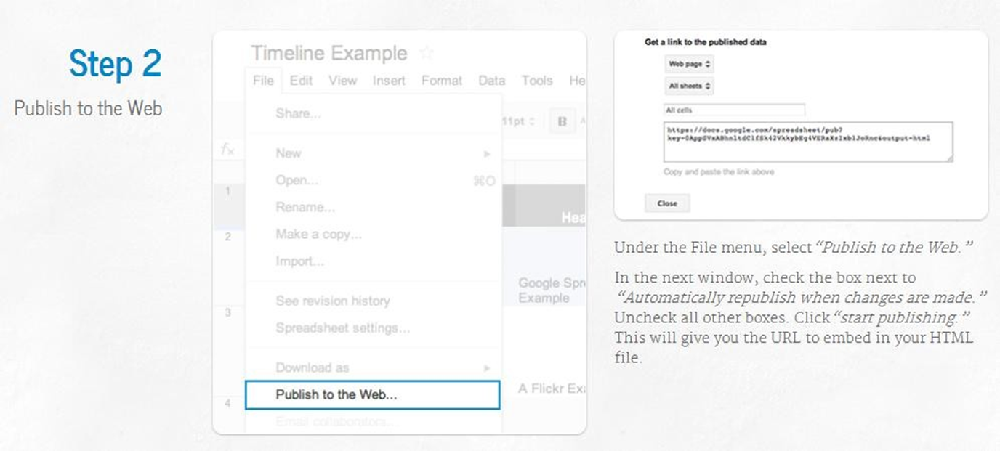 Step 2
Publish to the Web
Timeline Example
File Edit View Insert Format Data Tools He
Share...
11pt B A
fx
New
Open... ⌘O
Rename...
Make a copy...
Import...
See revision history
Spreadsheet settings...
Download as
Publish to the Web...
Email collaborators...
1
2
3
4
Hea
Google Spr
Example
A Flickr Ex
Get a link to the published data
Web page
All sheets
All cells
https://docs.google.com/spreadsheet/pub?
Copy and paste the link above
Close
Under the File menu, select “Publish to the Web.”
In the next window, check the box next to
“Automatically republish when changes are made.”
Uncheck all other boxes. Click “start publishing.”
This will give you the URL to embed in your HTML
file.